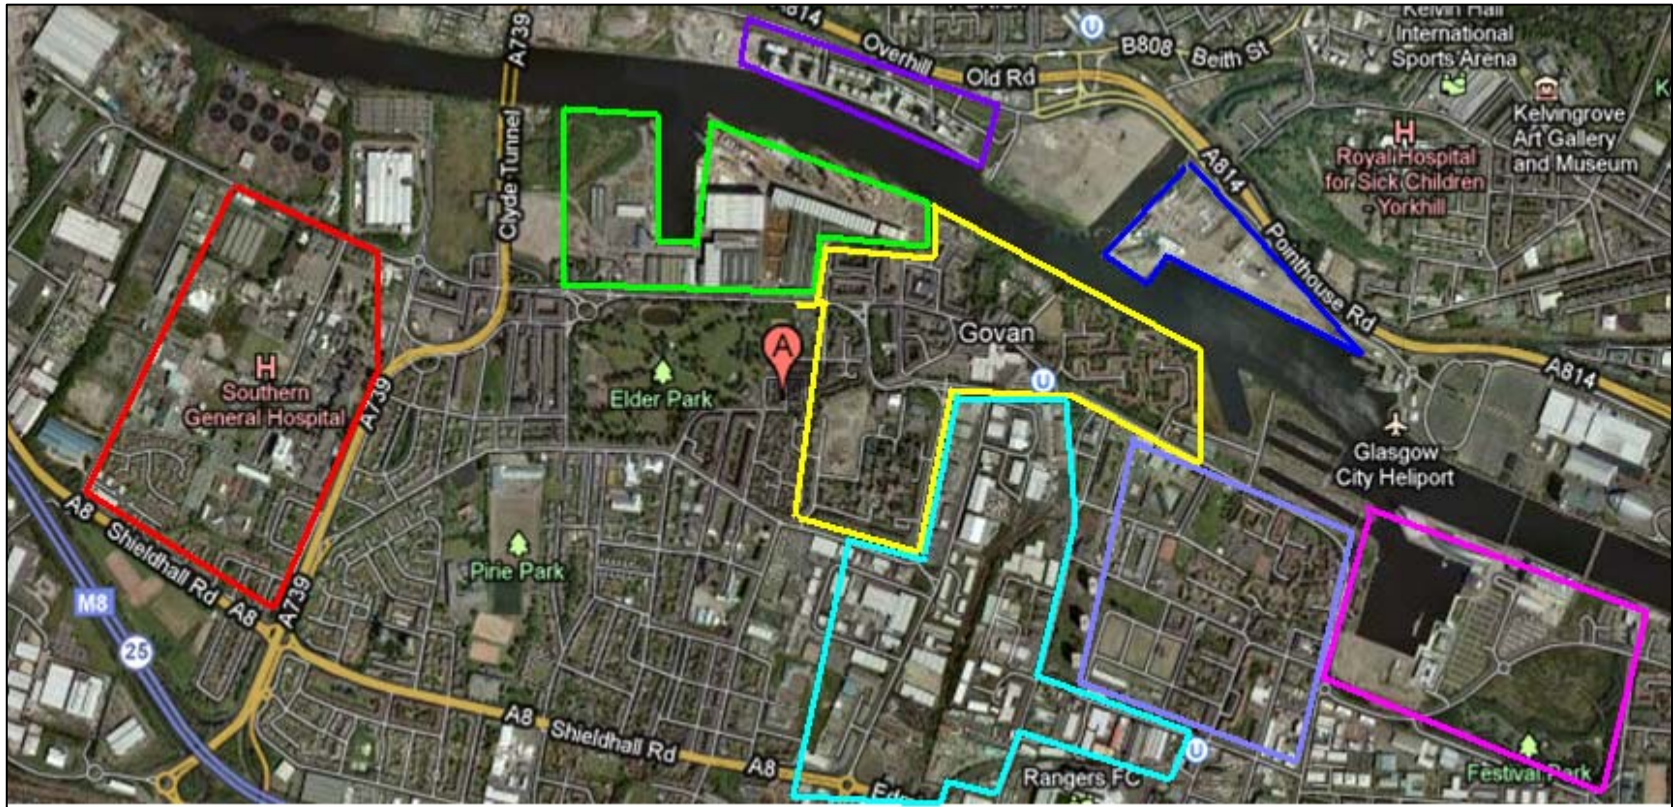 A814
Kelvin Hall
International
Sports Arena
A739
Overhill
Old Rd
B808
Beith St
U
Kelvingrove
Art Gallery
and Museum
K
Clyde Tunnel
H
Royal Hospital
for Sick Children
- Yorkhill
A814
Pointhouse Rd
Govan
A
H
Southern
General Hospital
Elder Park
U
A814
A739
Glasgow
City Heliport
A8
Shieldhall Rd
Pirie Park
M8
A8
A739
25
A8
Shieldhall Rd
A8
U
Rangers FC
Festival Park